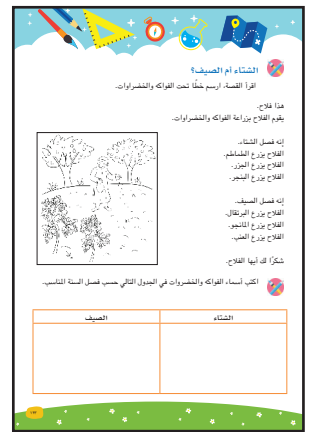 الشتاء أم الصيف؟
اقرأ القصة، ارسم خطًا تحت الفواكه والخضراوات.
هذا فلاح.
يقوم الفلاح بزراعة الفواكه والخضراوات.
إنه فصل الشتاء.
الفلاح يزرع الطماطم.
الفلاح يزرع الجزر.
الفلاح يزرع البنجر.
إنه فصل الصيف.
الفلاح يزرع البرتقال.
الفلاح يزرع المانجو.
الفلاح يزرع العنب.
شكرًا لك أيها الفلاح.
اكتب أسماء الفواكه والخضروات في الجدول التالي حسب فصل السنة المناسب.
الشتاء الصيف